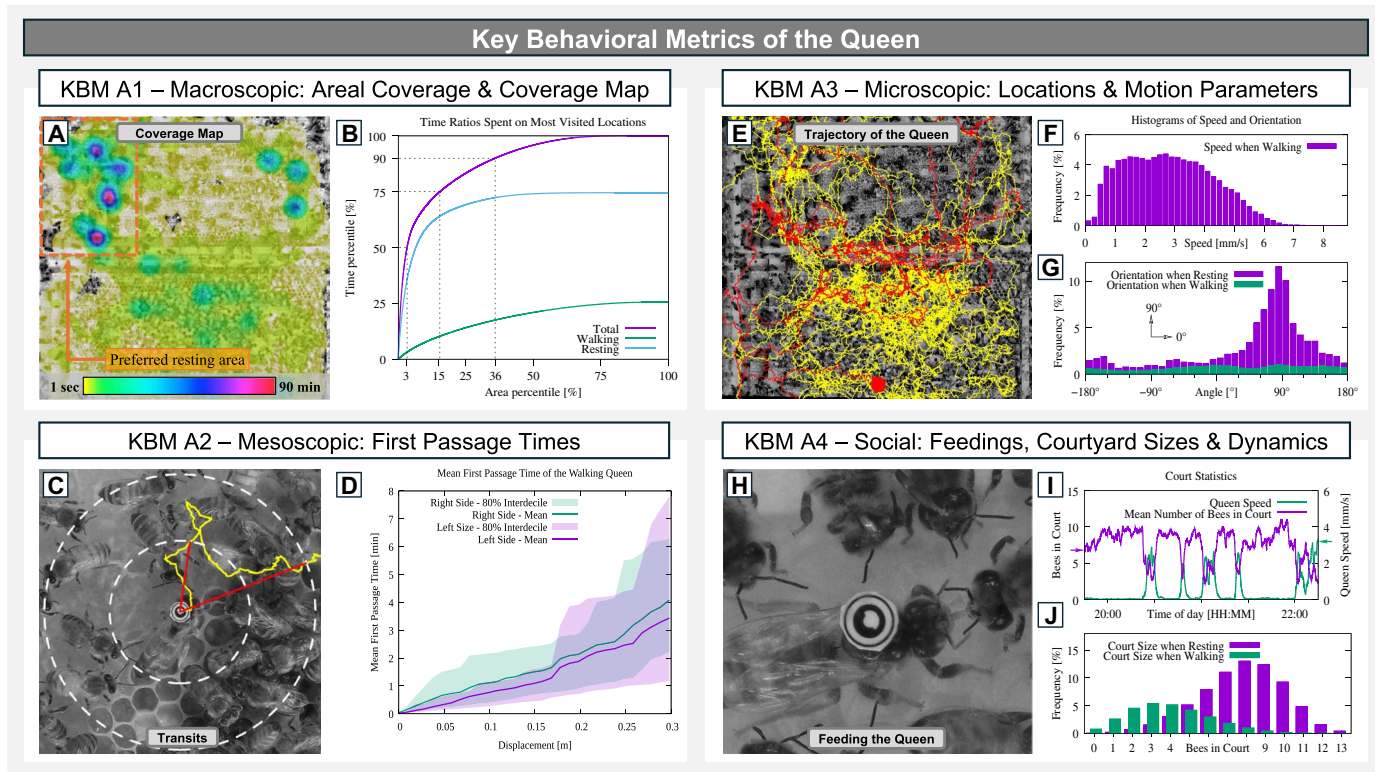 Key Behavioral Metrics of the Queen
KBM A1 – Macroscopic: Areal Coverage & Coverage Map
A
Coverage Map
Preferred resting area
1 sec
90 min
B
Time Ratios Spent on Most Visited Locations
Time percentile [%]
100
90
75
50
25
0
Total
Walking
Resting
3 15 25 36 50 75 100
Area percentile [%]
KBM A2 – Mesoscopic: First Passage Times
C
Transits
D
Mean First Passage Time of the Walking Queen
Mean First Passage Time [min]
8
7
6
5
4
3
2
1
0
Right Side - 80% Interdecile
Right Side - Mean
Left Size - 80% Interdecile
Left Side - Mean
0 0.05 0.1 0.15 0.2 0.25 0.3
Displacement [m]
KBM A3 – Microscopic: Locations & Motion Parameters
E
Trajectory of the Queen
F
Histograms of Speed and Orientation
Frequency [%]
6
4
2
0
Speed when Walking
0 1 2 3 Speed [mm/s] 6 7 8
G
Frequency [%]
10
5
0
Orientation when Resting
Orientation when Walking
90°
0°
−180° −90° Angle [°] 90° 180°
KBM A4 – Social: Feedings, Courtyard Sizes & Dynamics
H
Feeding the Queen
I
Court Statistics
Bees in Court
15
10
5
0
Queen Speed
Mean Number of Bees in Court
6
4
2
0
Queen Speed [mm/s]
20:00 Time of day [HH:MM] 22:00
J
Frequency [%]
15
10
5
0
Court Size when Resting
Court Size when Walking
0 1 2 3 4 Bees in Court 9 10 11 12 13